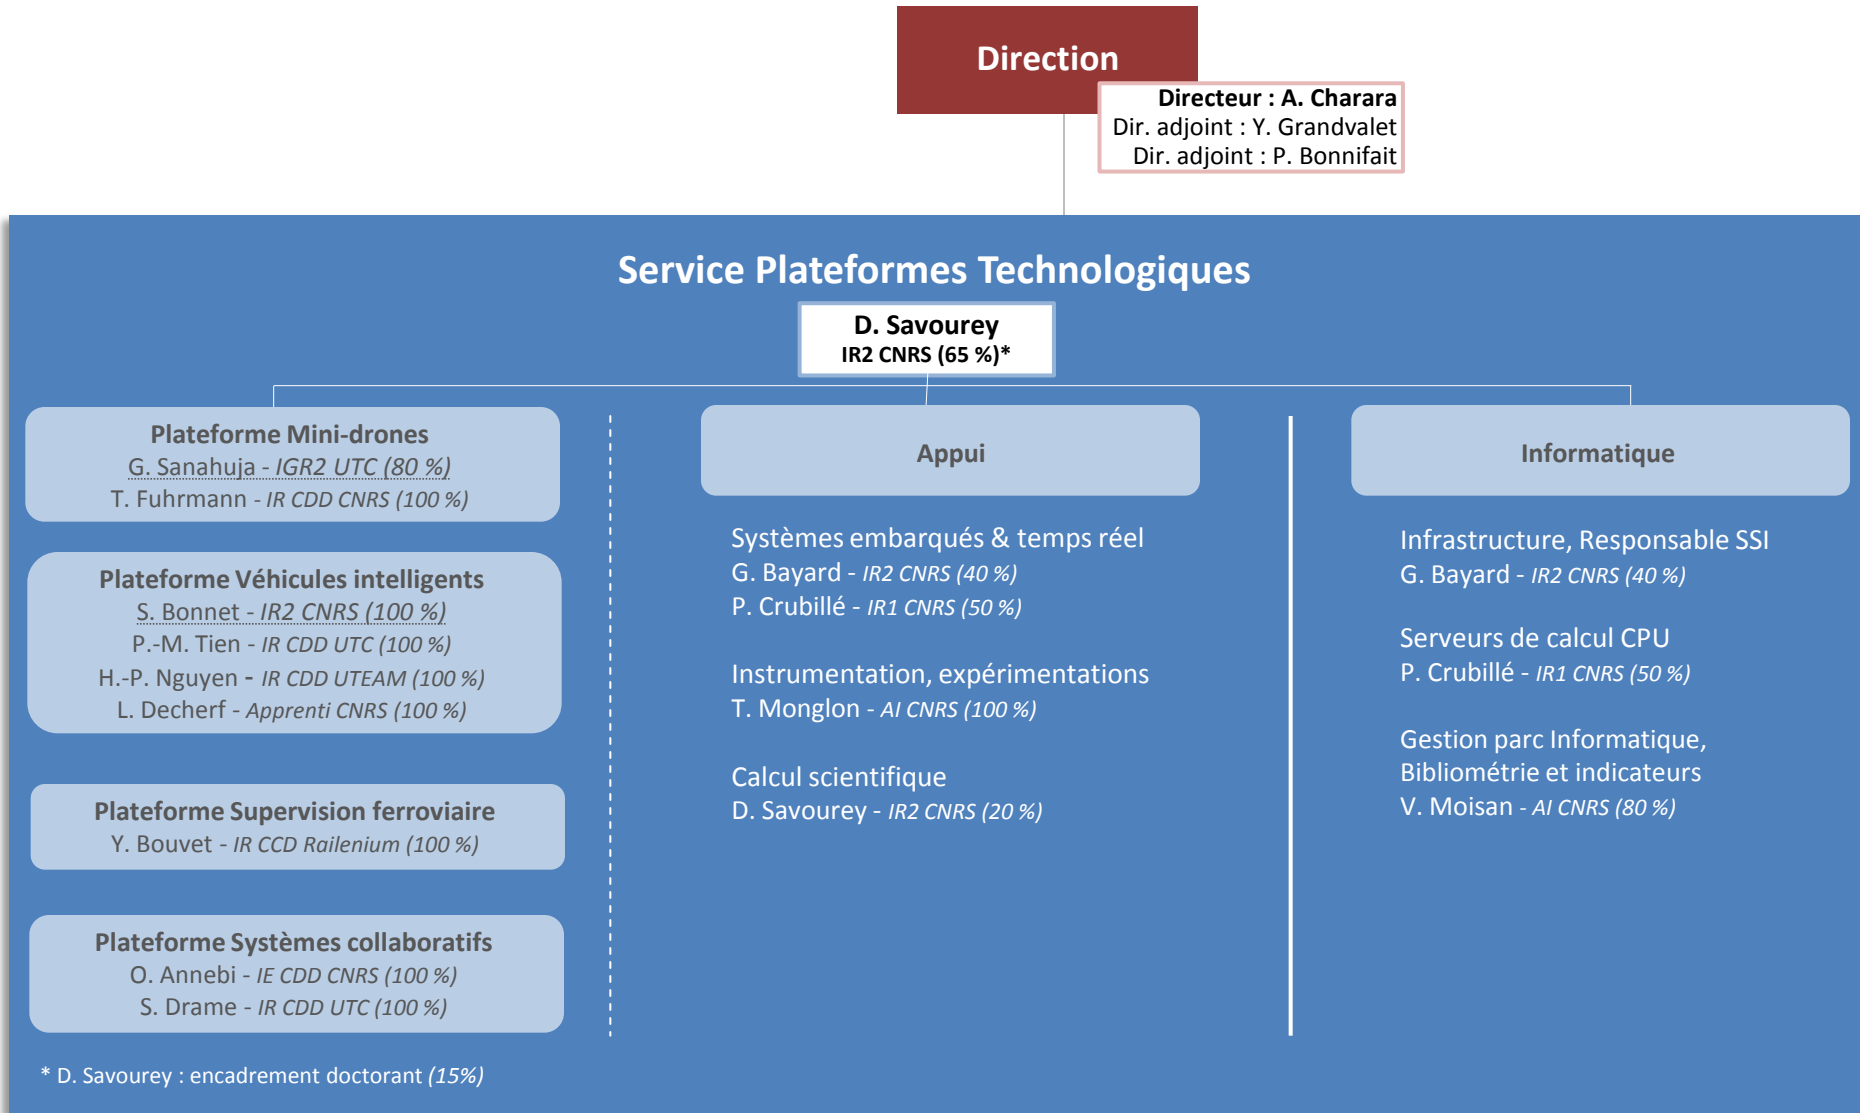 Direction
Directeur : A. Charara
Dir. adjoint : Y. Grandvalet
Dir. adjoint : P. Bonnifait
Service Plateformes Technologiques
D. Savourey
IR2 CNRS (65 %)*
Plateforme Mini-drones
G. Sanahuja - IGR2 UTC (80 %)
T. Fuhrmann - IR CDD CNRS (100 %)
Plateforme Véhicules intelligents
S. Bonnet - IR2 CNRS (100 %)
P.-M. Tien - IR CDD UTC (100 %)
H.-P. Nguyen - IR CDD UTEAM (100 %)
L. Decherf - Apprenti CNRS (100 %)
Plateforme Supervision ferroviaire
Y. Bouvet - IR CCD Railenium (100 %)
Plateforme Systèmes collaboratifs
O. Annebi - IE CDD CNRS (100 %)
S. Drame - IR CDD UTC (100 %)
* D. Savourey : encadrement doctorant (15%)
Appui
Systèmes embarqués & temps réel
G. Bayard - IR2 CNRS (40 %)
P. Crubillé - IR1 CNRS (50 %)
Instrumentation, expérimentations
T. Monglon - AI CNRS (100 %)
Calcul scientifique
D. Savourey - IR2 CNRS (20 %)
Informatique
Infrastructure, Responsable SSI
G. Bayard - IR2 CNRS (40 %)
Serveurs de calcul CPU
P. Crubillé - IR1 CNRS (50 %)
Gestion parc Informatique,
Bibliométrie et indicateurs
V. Moisan - AI CNRS (80 %)